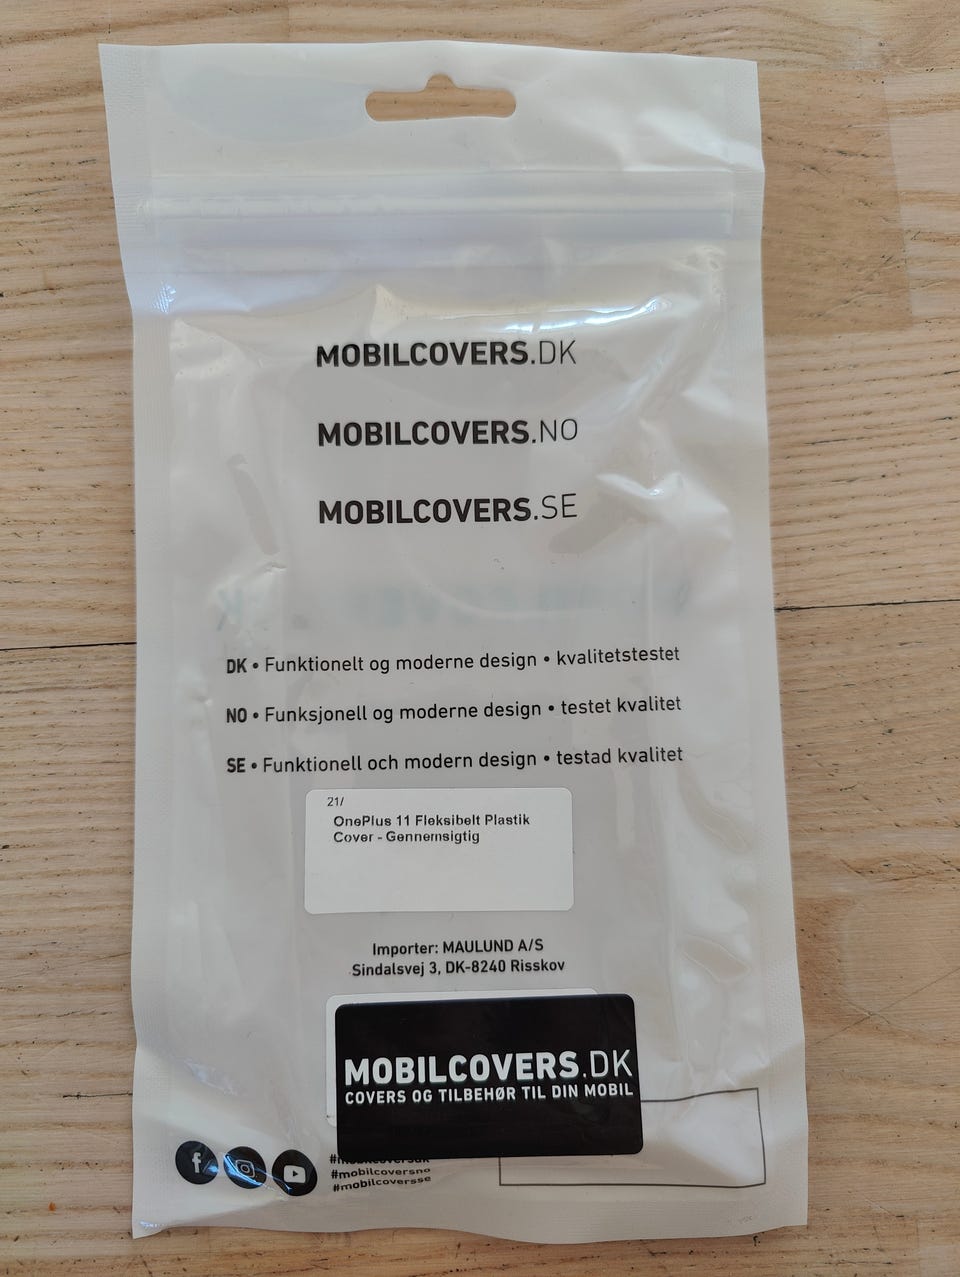 MOBILCOVERS.DK
MOBILCOVERS.NO
MOBILCOVERS.SE
DK • Funktionelt og moderne design • kvalitetstestet
NO • Funksjonell og moderne design • testet kvalitet
SE • Funktionell och modern design • testad kvalitet
21/
OnePlus 11 Fleksibelt Plastik
Cover - Gennemsigtig
Importer: MAULUND A/S
Sindalsvej 3, DK-8240 Risskov
MOBILCOVERS.DK
COVERS OG TILBEHØR TIL DIN MOBIL
#mobilcoversno
#mobilcoversse